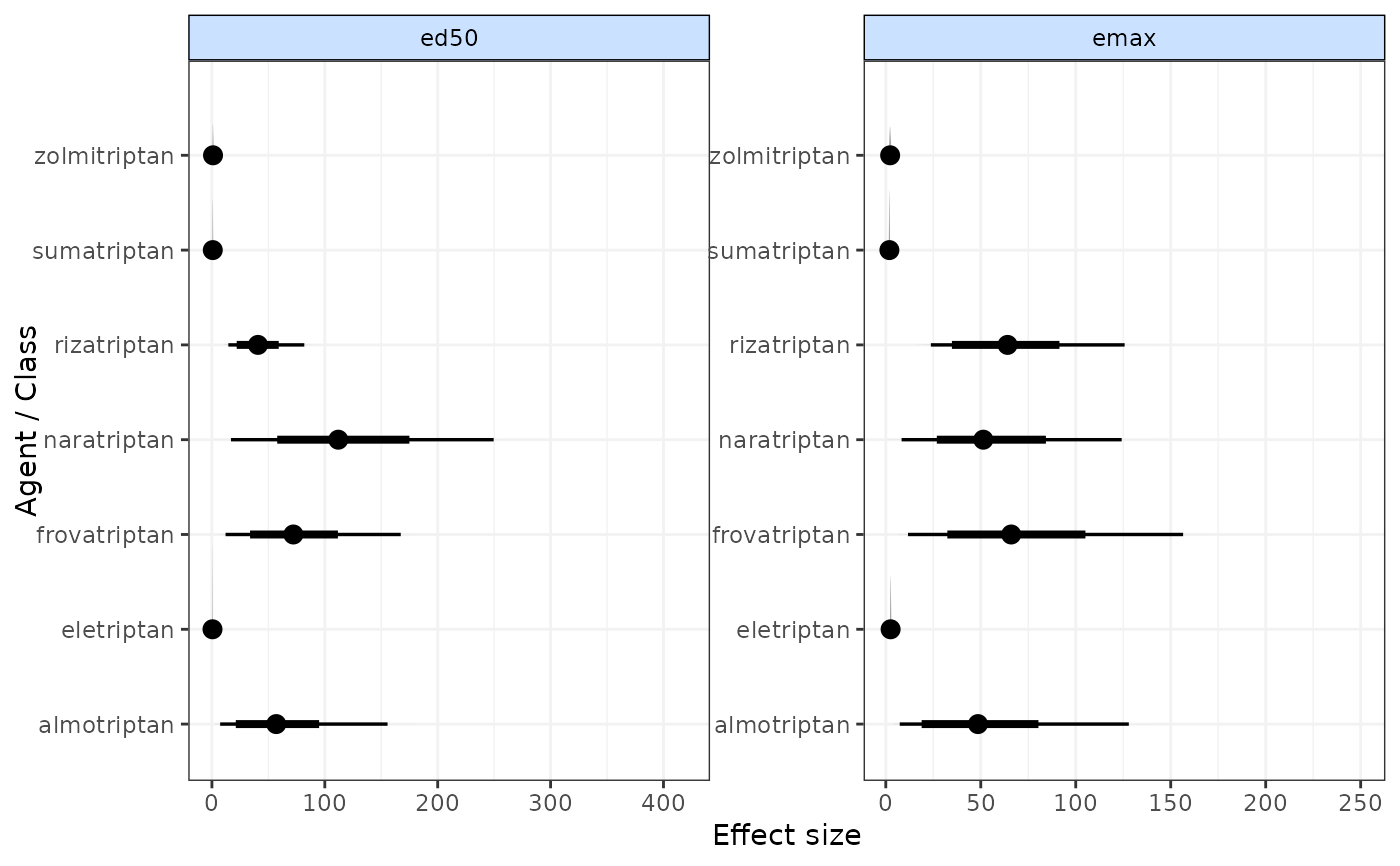 ed50
emax
Agent / Class
zolmitriptan
sumatriptan
rizatriptan
naratriptan
frovatriptan
eletriptan
almotriptan
zolmitriptan
sumatriptan
rizatriptan
naratriptan
frovatriptan
eletriptan
almotriptan
0 100 200 300 400
0 50 100 150 200 250
Effect size